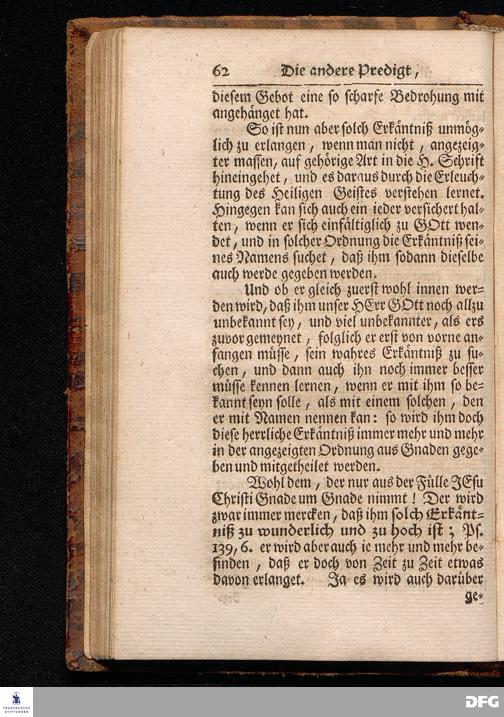 62 Die andere Predigt,
diesem Gebot eine so scharfe Bedrohung mit
angehänget hat.
So ist nun aber solch Erkäntniß unmög-
lich zu erlangen, wenn man nicht, angezeig-
ter massen, auf gehörige Art in die H. Schrift
hineingehet, und es daraus durch die Erleuch-
tung des Heiligen Geistes verstehen lernet.
Hingegen kan sich auch ein ieder versichert hal-
ten, wenn er sich einfältiglich zu GOtt wen-
det, und in solcher Ordnung die Erkäntniß sei-
nes Namens suchet, daß ihm sodann dieselbe
auch werde gegeben werden.
Und ob er gleich zuerst wohl innen wer-
den wird, daß ihm unser HErr GOtt noch allzu
unbekannt sey, und viel unbekannter, als ers
zuvor gemeynet, folglich er erst von vorne an-
fangen müsse, sein wahres Erkäntniß zu su-
chen, und dann auch ihn noch immer besser
müsse kennen lernen, wenn er mit ihm so be-
kannt seyn solle, als mit einem solchen, den
er mit Namen nennen kan: so wird ihm doch
diese herrliche Erkäntniß immer mehr und mehr
in der angezeigten Ordnung aus Gnaden gege-
ben und mitgetheilet werden.
Wohl dem, der nur aus der Fülle JEsu
Christi Gnade um Gnade nimmt! Der wird
zwar immer mercken, daß ihm solch Erkänt-
niß zu wunderlich und zu hoch ist; Ps.
139, 6. er wird aber auch ie mehr und mehr be-
finden, daß er doch von Zeit zu Zeit etwas
davon erlanget. Ja es wird auch darüber
ge-
FRANCKESCHE
STIFTUNGEN
DFG